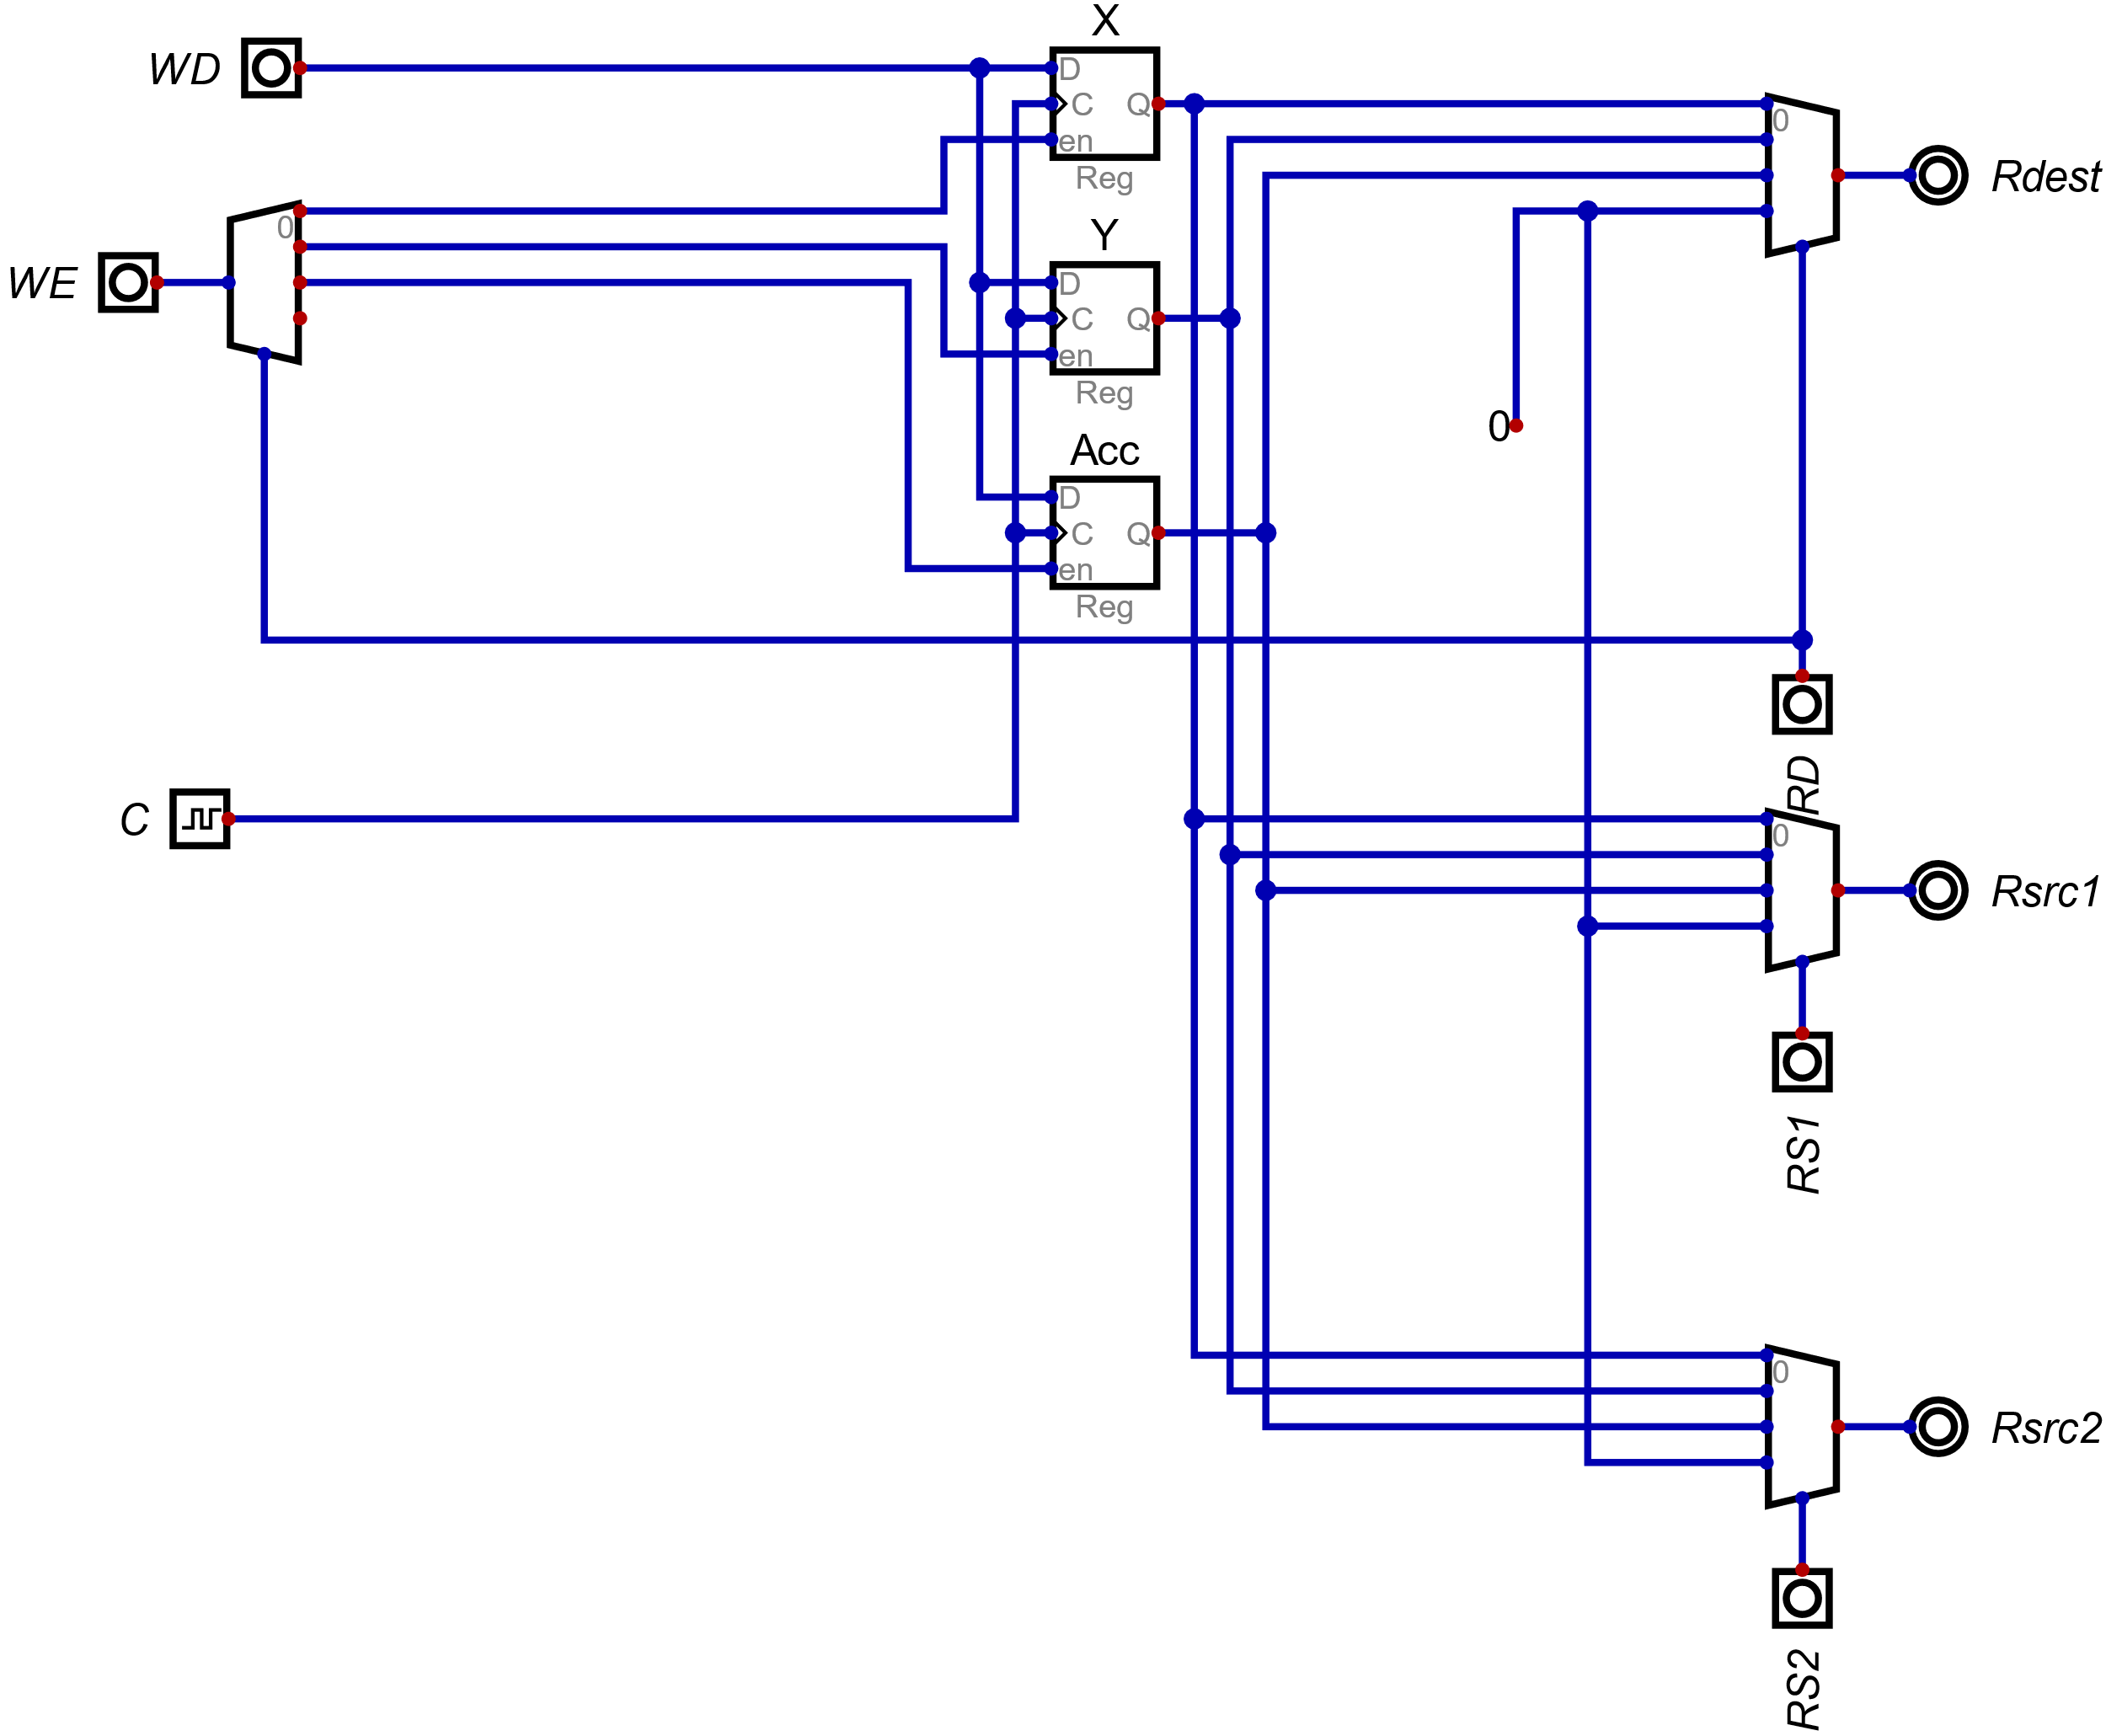 X
WD
D
C
Q
en
Reg
0
Rdest
0
Y
WE
D
C
Q
en
Reg
0
Acc
D
C
Q
en
Reg
RD
C
0
Rsrc1
RS1
0
Rsrc2
RS2